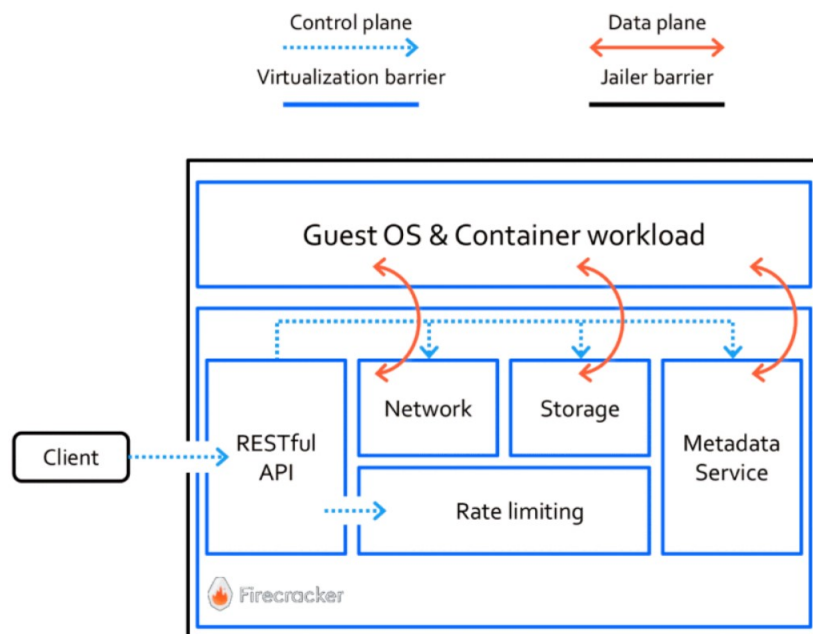 Control plane
Data plane
Virtualization barrier
Jailer barrier
Guest OS & Container workload
Client
RESTful
API
Network
Storage
Metadata
Service
Rate limiting
Firecracker